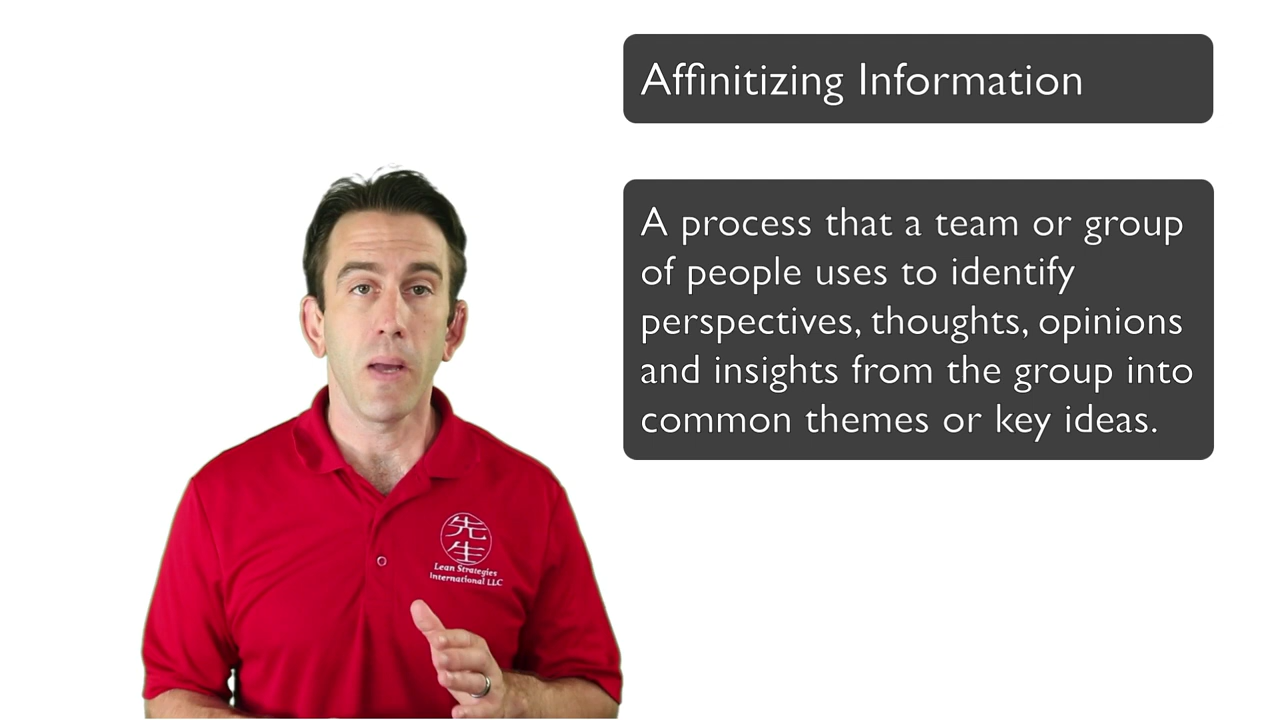 Affinitizing Information
A process that a team or group
of people uses to identify
perspectives, thoughts, opinions
and insights from the group into
common themes or key ideas.
先
生
Lean Strategies
International LLC